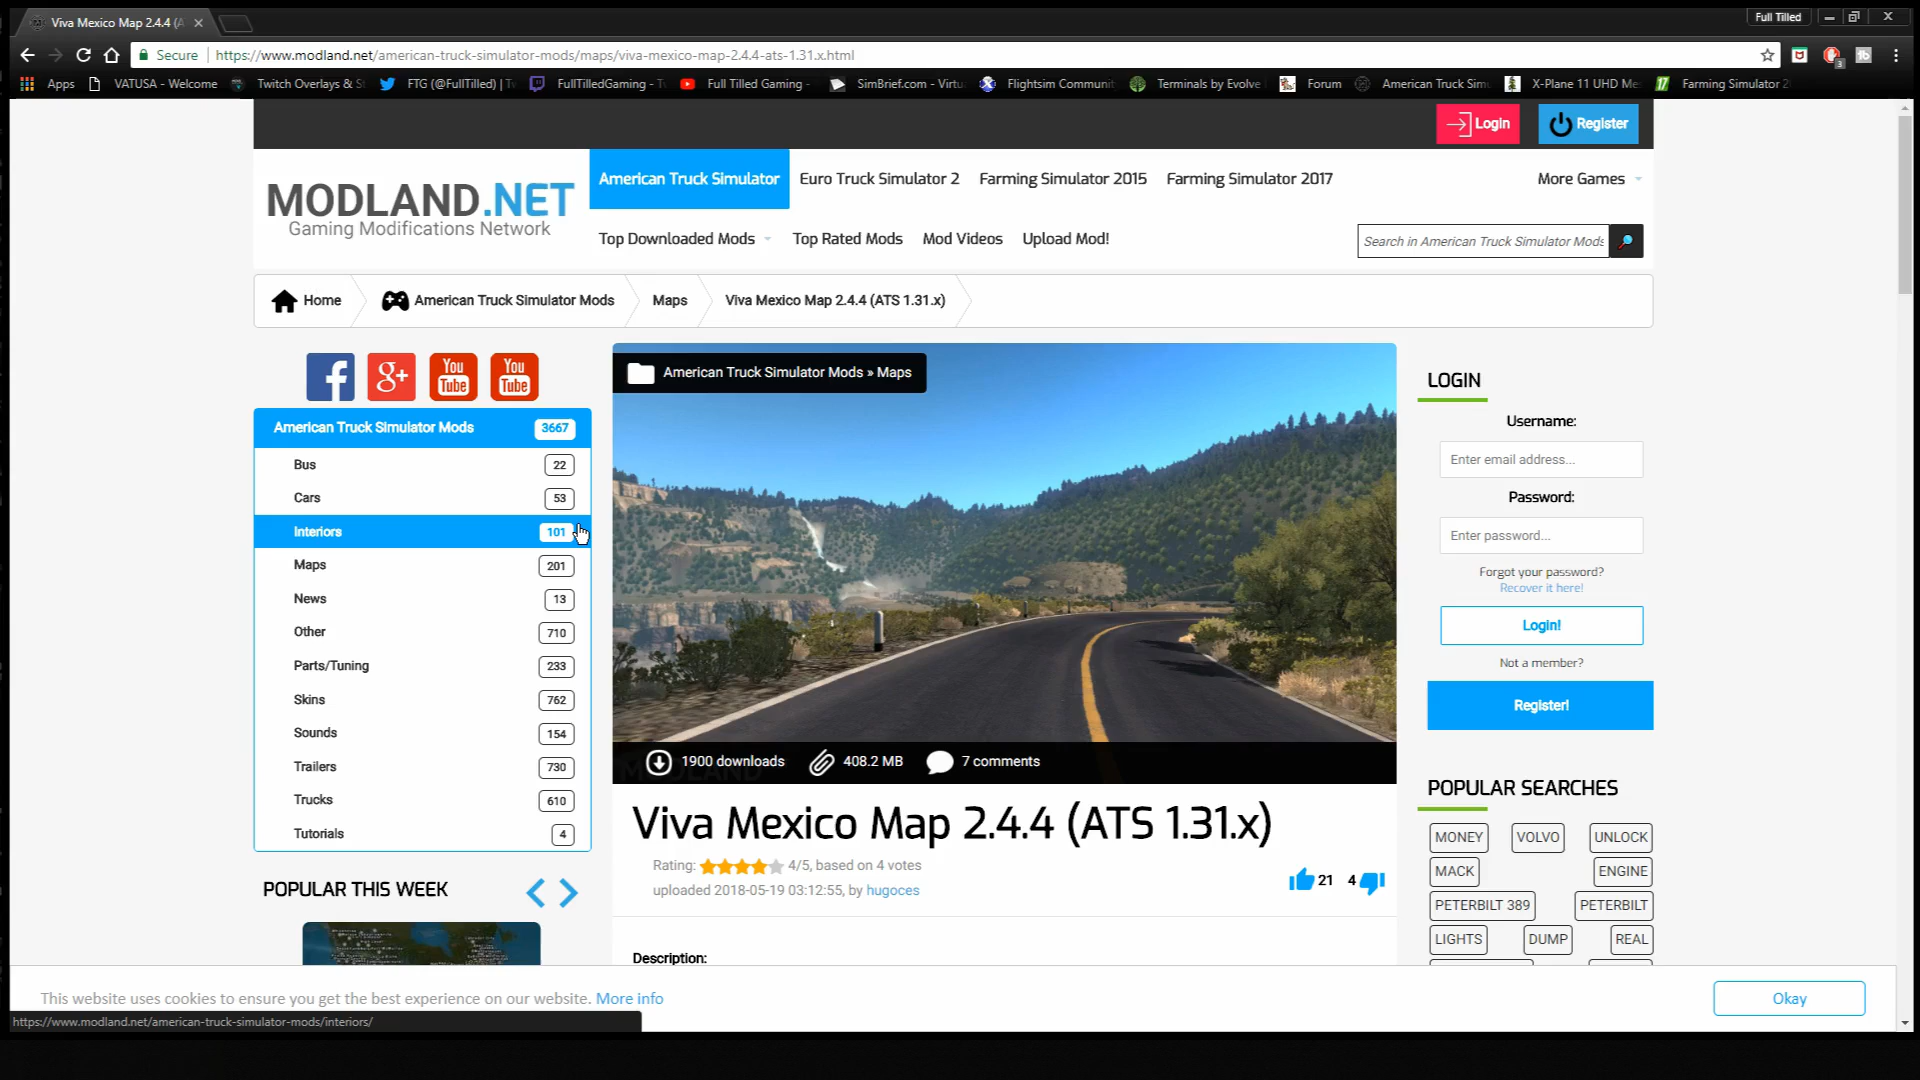 Viva Mexico Map 2.4.4 (A
Full Tilled
Secure
https://www.modland.net/american-truck-simulator-mods/maps/viva-mexico-map-2.4.4-ats-1.31.x.html
Apps
VATUSA - Welcome
Twitch Overlays & S
FTG (@FullTilled) | Tw
FullTilledGaming - Tw
Full Tilled Gaming -
SimBrief.com - Virtu
Flightsim Communit
Terminals by Evolve
Forum
American Truck Simu
X-Plane 11 UHD Me
Farming Simulator 2
Login
Register
MODLAND.NET
Gaming Modifications Network
American Truck Simulator
Euro Truck Simulator 2
Farming Simulator 2015
Farming Simulator 2017
More Games
Top Downloaded Mods
Top Rated Mods
Mod Videos
Upload Mod!
Search in American Truck Simulator Mods
Home
American Truck Simulator Mods
Maps
Viva Mexico Map 2.4.4 (ATS 1.31.x)
You Tube
You Tube
American Truck Simulator Mods 3667
Bus 22
Cars 53
Interiors 101
Maps 201
News 13
Other 710
Parts/Tuning 233
Skins 762
Sounds 154
Trailers 730
Trucks 610
Tutorials 4
POPULAR THIS WEEK
American Truck Simulator Mods » Maps
1900 downloads
408.2 MB
7 comments
Viva Mexico Map 2.4.4 (ATS 1.31.x)
Rating: 4/5, based on 4 votes
uploaded 2018-05-19 03:12:55, by hugoces
21
4
Description:
LOGIN
Username:
Enter email address...
Password:
Enter password...
Forgot your password?
Recover it here!
Login!
Not a member?
Register!
POPULAR SEARCHES
MONEY VOLVO UNLOCK
MACK ENGINE
PETERBILT 389 PETERBILT
LIGHTS DUMP REAL
This website uses cookies to ensure you get the best experience on our website. More info
Okay
https://www.modland.net/american-truck-simulator-mods/interiors/